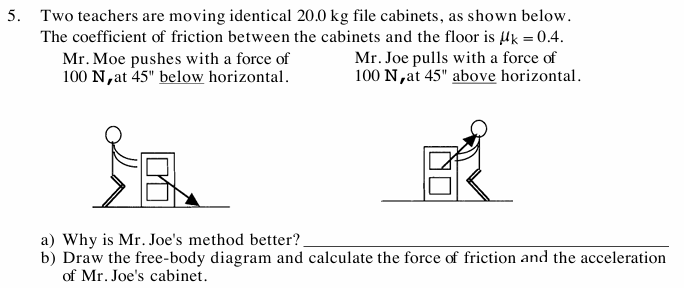 5. Two teachers are moving identical 20.0 kg file cabinets, as shown below.
The coefficient of friction between the cabinets and the floor is μk = 0.4.
Mr. Moe pushes with a force of
100 N, at 45" below horizontal.
Mr. Joe pulls with a force of
100 N, at 45" above horizontal.
a) Why is Mr. Joe's method better?
b) Draw the free-body diagram and calculate the force of friction and the acceleration
of Mr. Joe's cabinet.